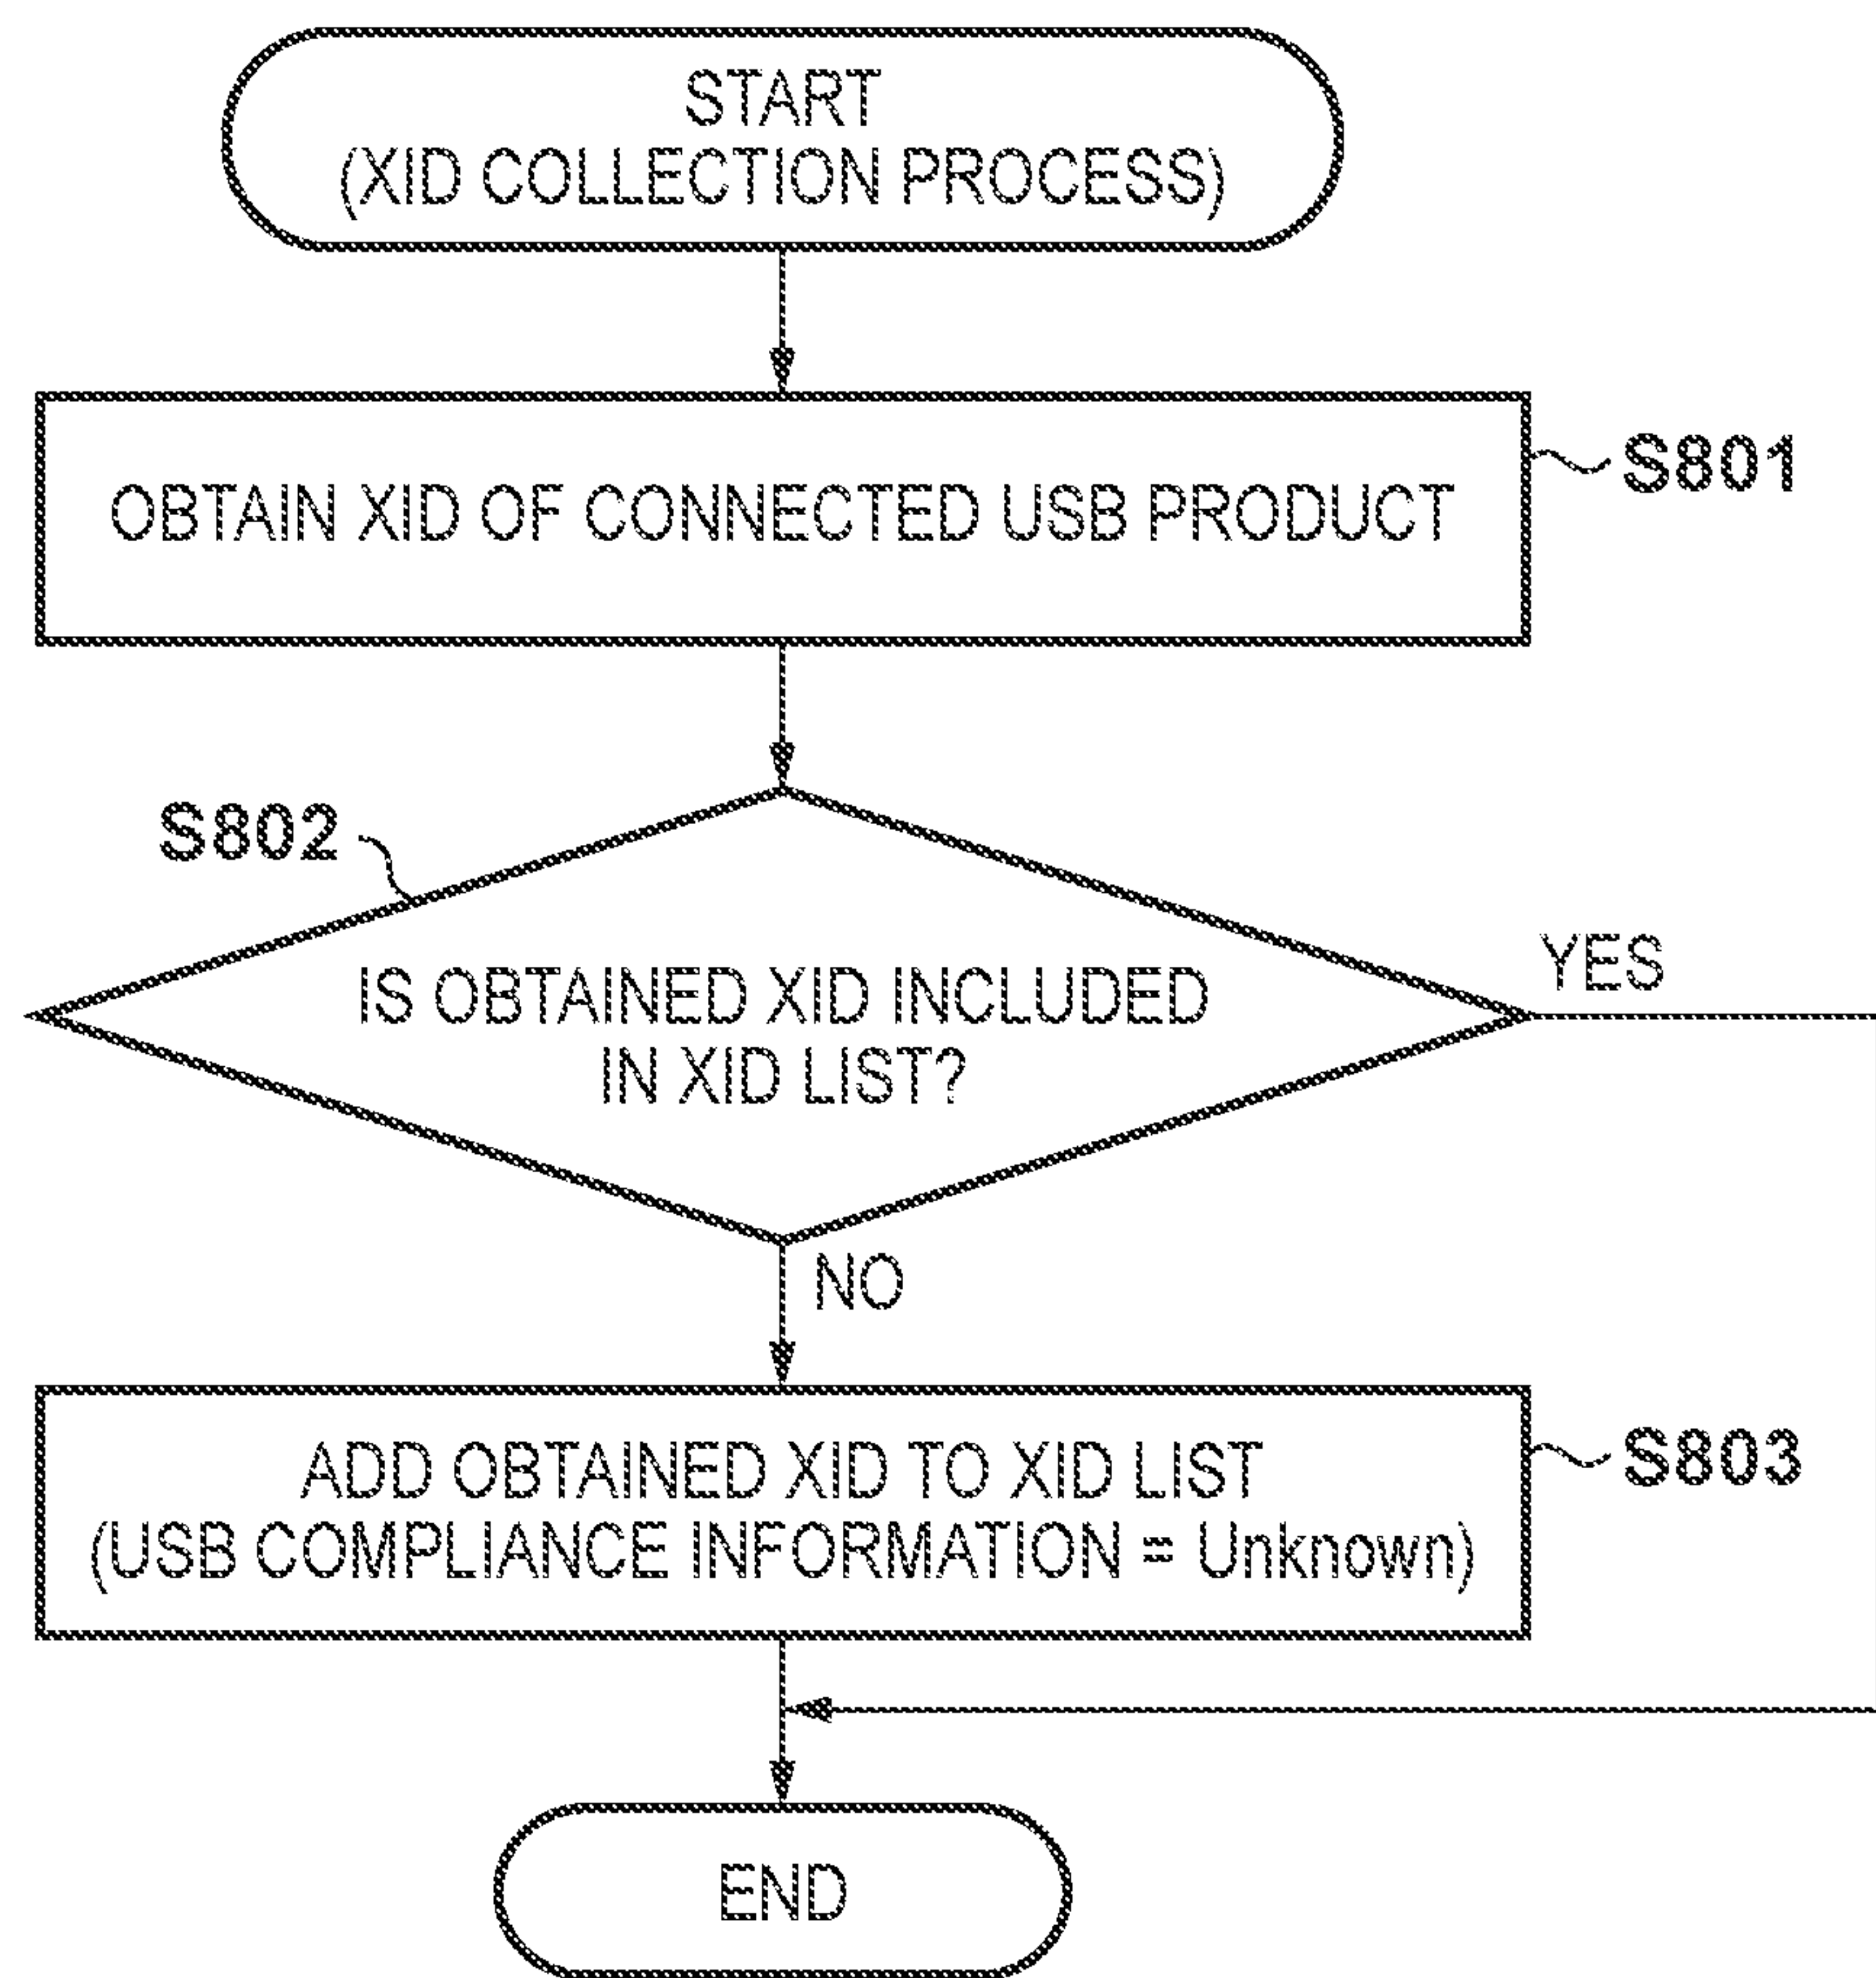 START
(XID COLLECTION PROCESS)
OBTAIN XID OF CONNECTED USB PRODUCT
S801
S802
IS OBTAINED XID INCLUDED
IN XID LIST?
YES
NO
ADD OBTAINED XID TO XID LIST
(USB COMPLIANCE INFORMATION = Unknown)
S803
END